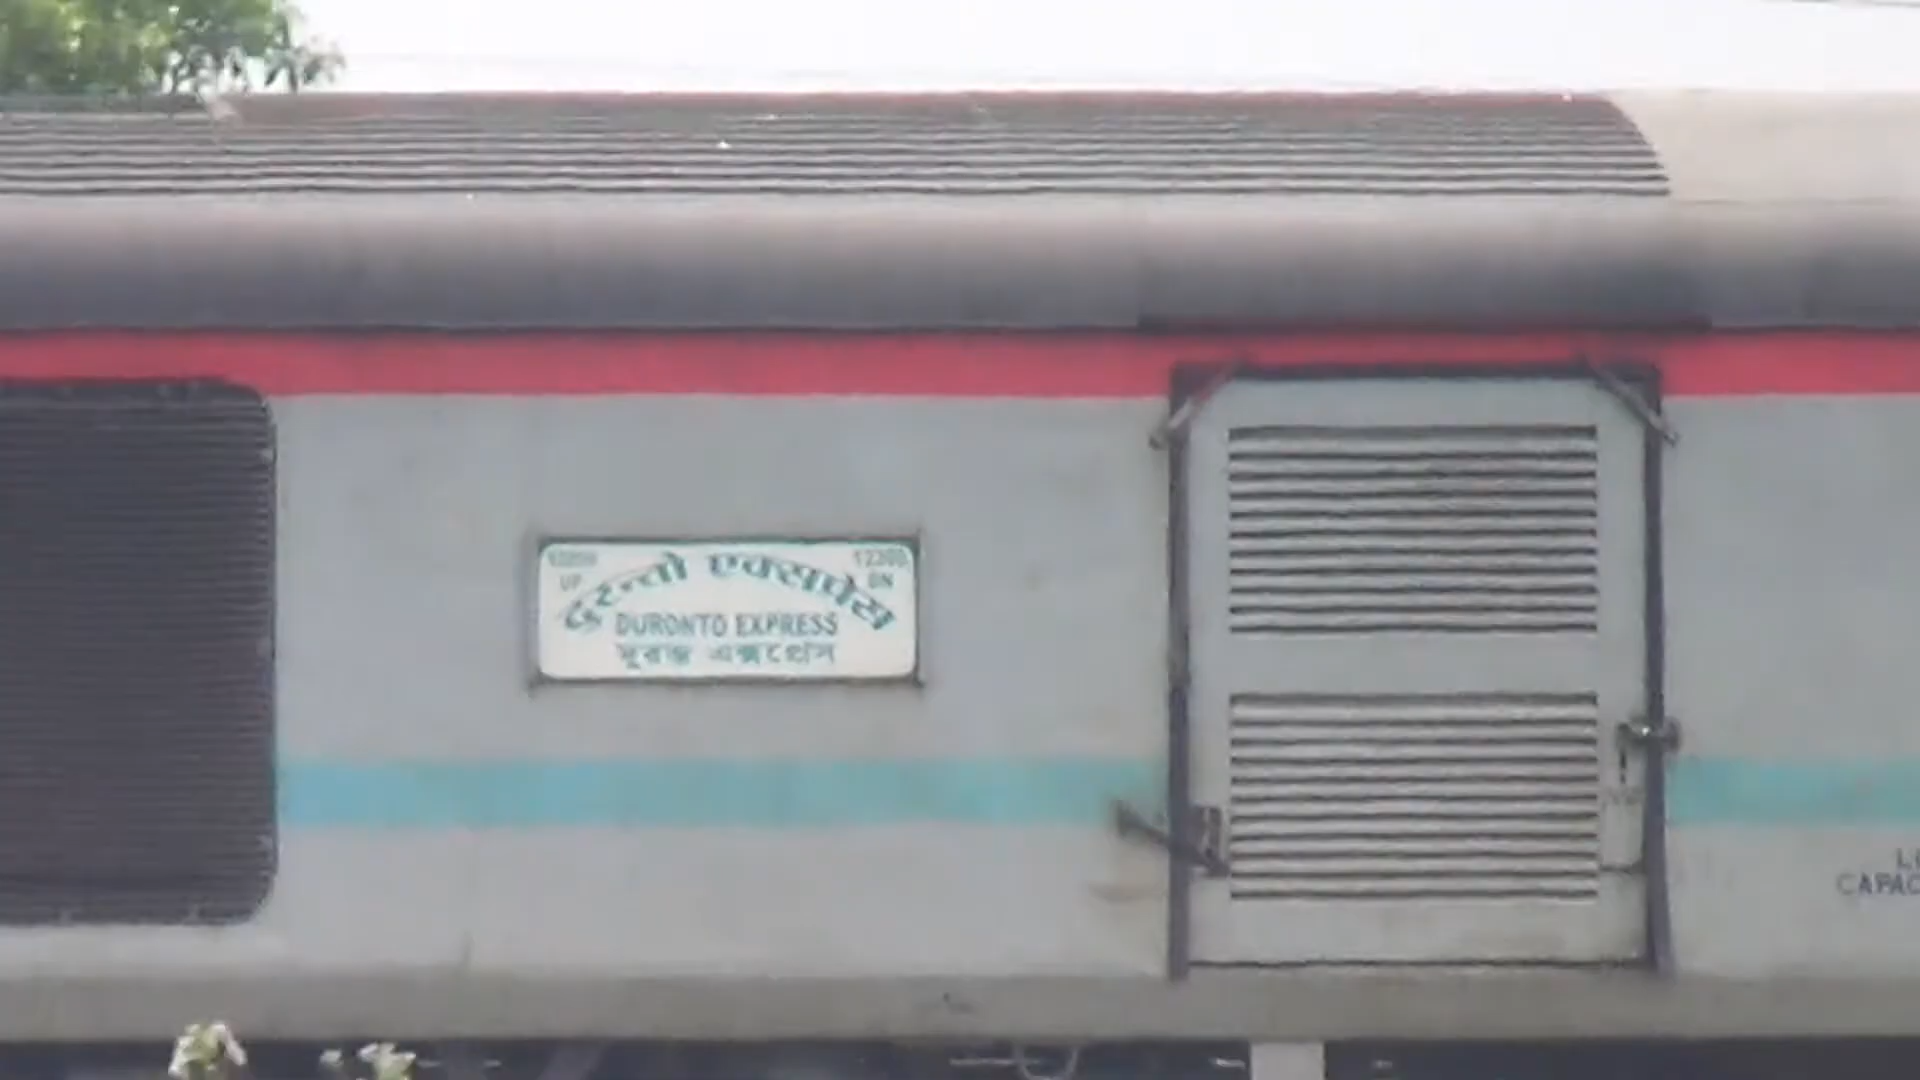 दुरन्तो एक्सप्रेस
UP
DN
DURONTO EXPRESS
দুরন্ত এক্সপ্রেস